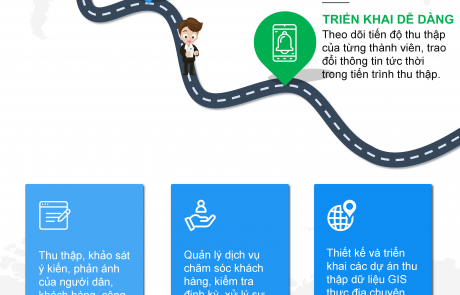 TRIỂN KHAI DỄ DÀNG
Theo dõi tiến độ thu thập
của từng thành viên, trao
đổi thông tin tức thời
trong tiến trình thu thập.
Thu thập, khảo sát
ý kiến, phản ánh
của người dân,
khách hàng, công
Quản lý dịch vụ
chăm sóc khách
hàng, kiểm tra
định kỳ, xử lý sự
Thiết kế và triển
khai các dự án thu
thập dữ liệu GIS
thực địa chuyên